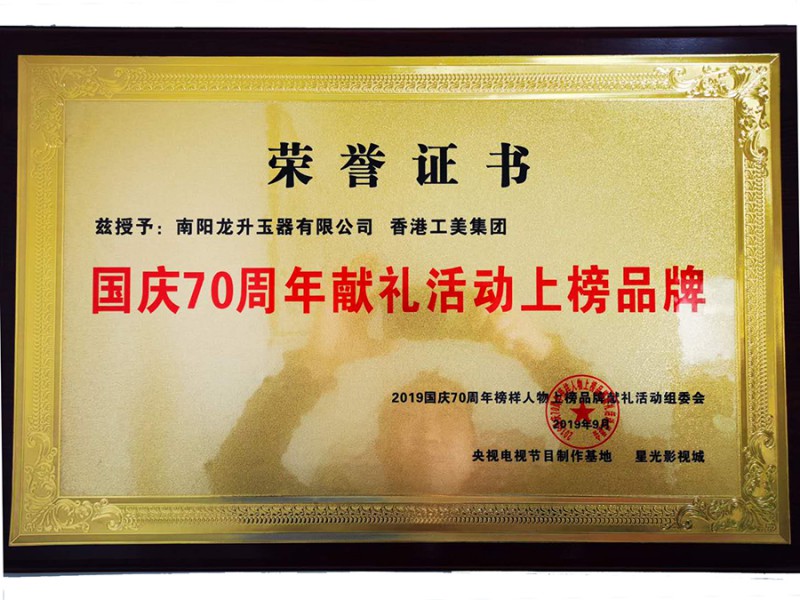 荣誉证书
兹授予：南阳龙升玉器有限公司 香港工美集团
国庆70周年献礼活动上榜品牌
2019国庆70周年榜样人物上榜品牌献礼活动组委会
2019年9月
央视电视节目制作基地 星光影视城